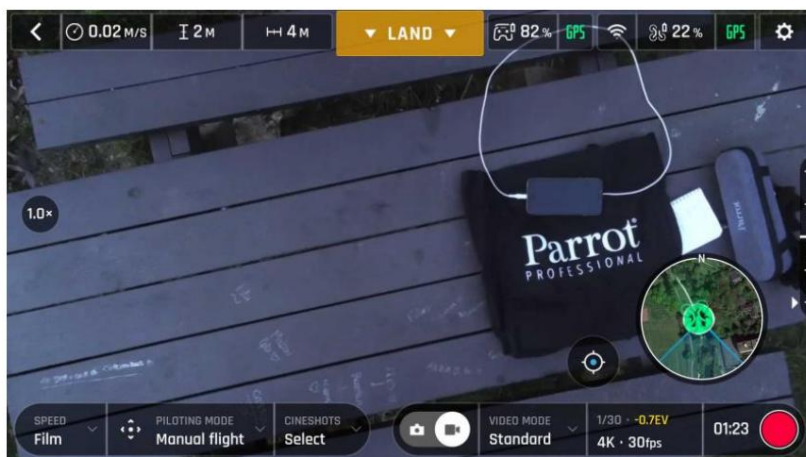 0.02 M/S
2 M
4 M
LAND
82 %
GPS
22 %
GPS
1.0×
Parrot
PROFESSIONAL
Parrot
N
SPEED
Film
PILOTING MODE
Manual flight
CINESHOTS
Select
VIDEO MODE
Standard
1/30 · -0.7EV
4K · 30fps
01:23